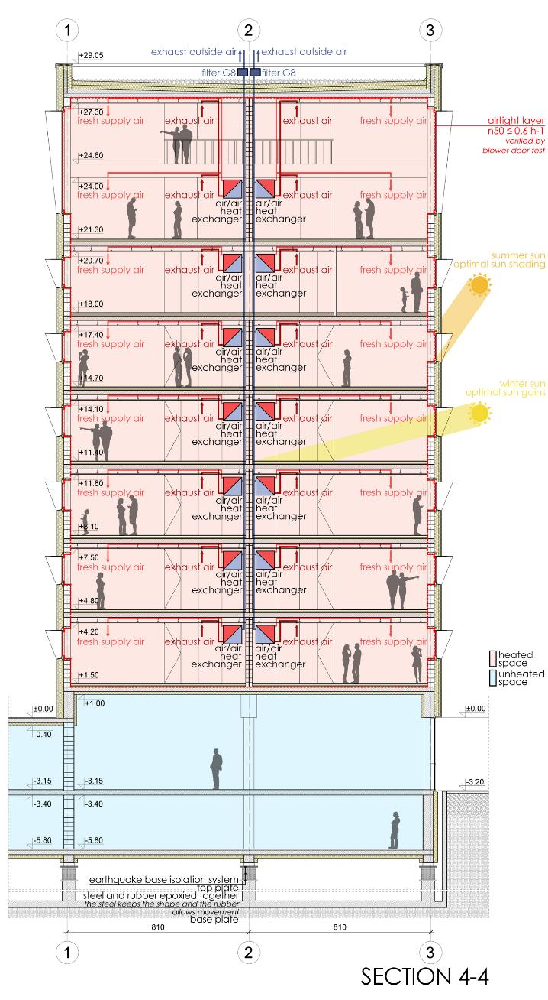 1 2 3
exhaust outside air exhaust outside air
+29.05
filter G8 filter G8
+27.30
fresh supply air exhaust air exhaust air fresh supply air
airtight layer
n50 ≤ 0.6 h-1
verified by
blower door test
+24.60
+24.00
fresh supply air exhaust air exhaust air fresh supply air
air/air air/air
heat heat
exchanger exchanger
+21.30
+20.70
fresh supply air exhaust air exhaust air fresh supply air
air/air air/air
heat heat
exchanger exchanger
summer sun
optimal sun shading
+18.00
+17.40
fresh supply air exhaust air exhaust air fresh supply air
air/air air/air
heat heat
exchanger exchanger
+14.70
winter sun
optimal sun gains
+14.10
fresh supply air exhaust air exhaust air fresh supply air
air/air air/air
heat heat
exchanger exchanger
+11.40
+11.80
fresh supply air exhaust air exhaust air fresh supply air
air/air air/air
heat heat
exchanger exchanger
+8.10
+7.50
fresh supply air exhaust air exhaust air fresh supply air
air/air air/air
heat heat
exchanger exchanger
+4.80
+4.20
fresh supply air exhaust air exhaust air fresh supply air
air/air air/air
heat heat
exchanger exchanger
+1.50
heated
space
unheated
space
+1.00
±0.00 ±0.00
-0.40
-3.15 -3.15 -3.20
-3.40 -3.40
-5.80 -5.80
earthquake base isolation system
top plate
steel and rubber epoxied together
the steel keeps the shape and the rubber
allows movement
base plate
810 810
1 2 3
SECTION 4-4